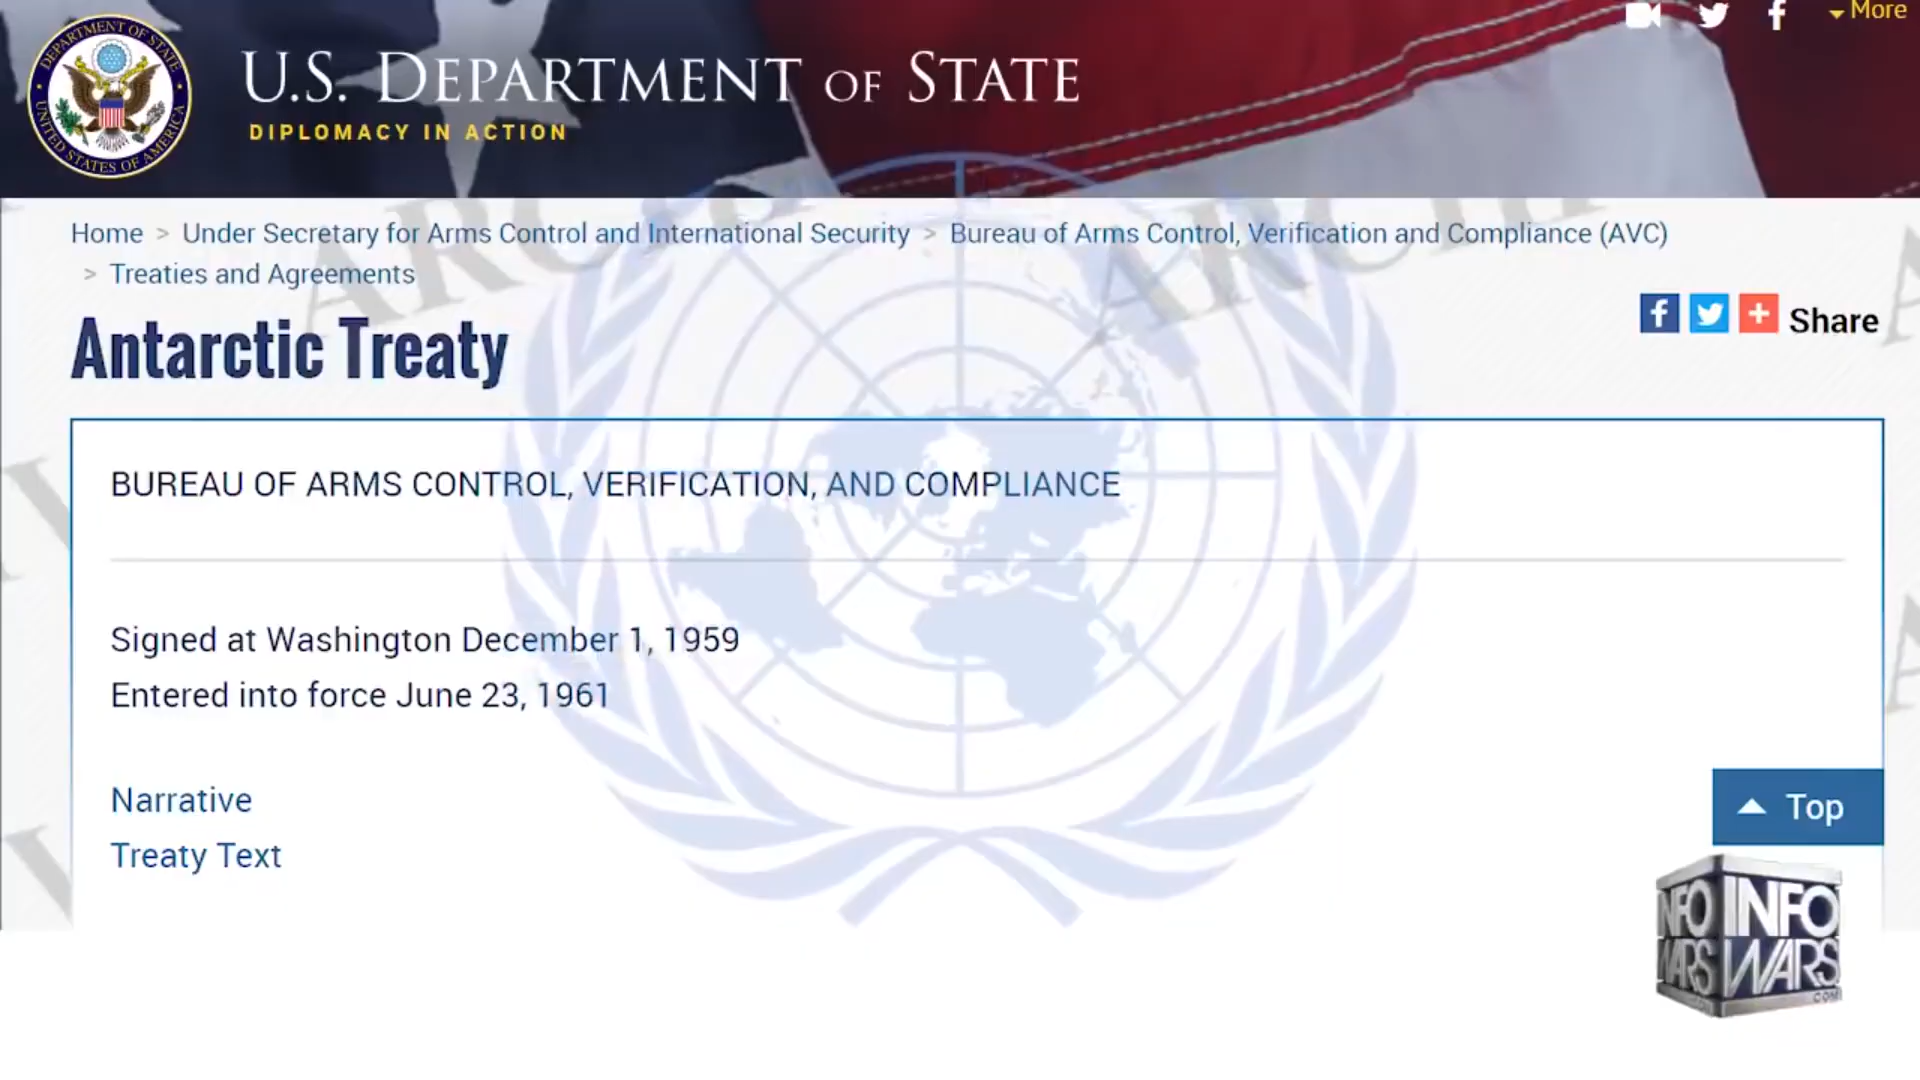 DEPARTMENT OF STATE
UNITED STATES OF AMERICA
U.S. DEPARTMENT OF STATE
DIPLOMACY IN ACTION
More
Home > Under Secretary for Arms Control and International Security > Bureau of Arms Control, Verification and Compliance (AVC)
> Treaties and Agreements
Share
Antarctic Treaty
BUREAU OF ARMS CONTROL, VERIFICATION, AND COMPLIANCE
Signed at Washington December 1, 1959
Entered into force June 23, 1961
Narrative
Treaty Text
Top
INFO
WARS
.COM